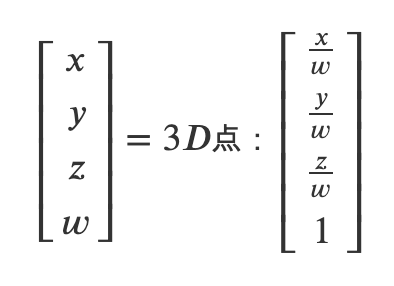 [x y z w] = 3D点 : [x/w y/w z/w 1]